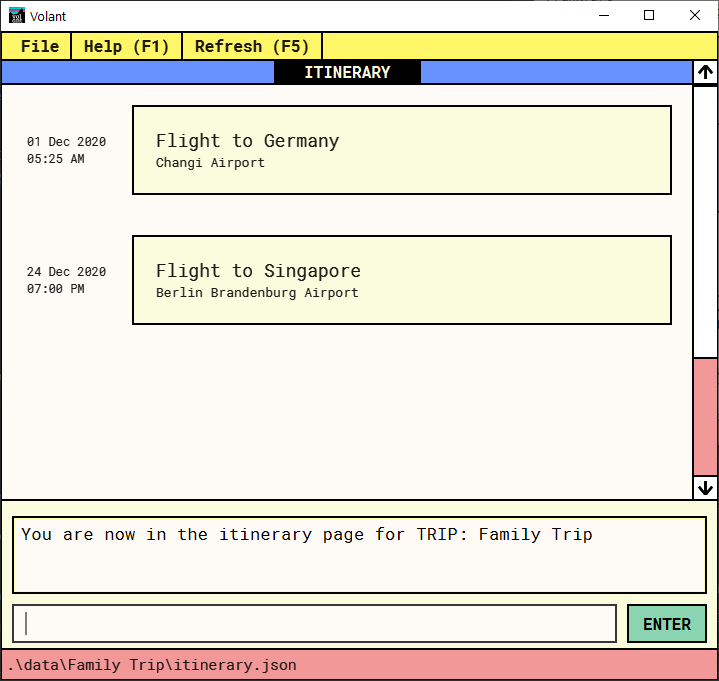 Volant
File Help (F1) Refresh (F5)
ITINERARY
01 Dec 2020
05:25 AM
Flight to Germany
Changi Airport
24 Dec 2020
07:00 PM
Flight to Singapore
Berlin Brandenburg Airport
You are now in the itinerary page for TRIP: Family Trip
ENTER
.\data\Family Trip\itinerary.json